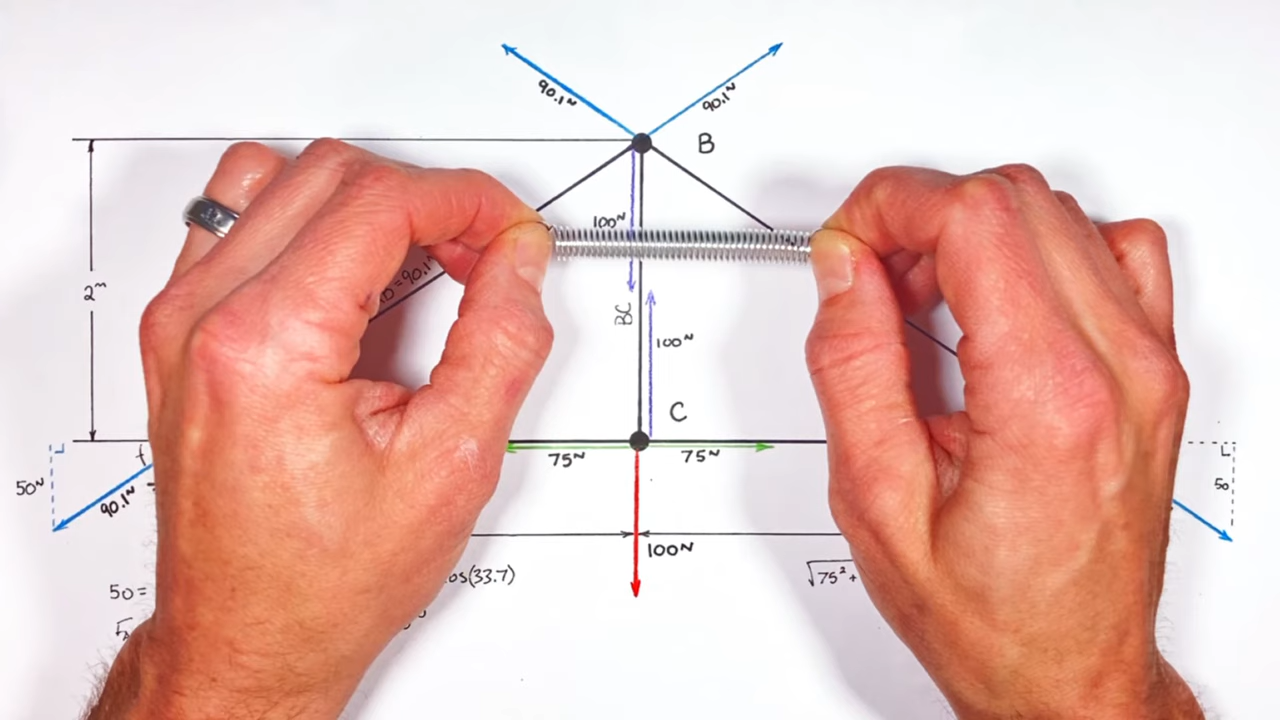 90.1N
90.1N
B
100N
=90.1
2m
BC
100N
C
75N
75N
50N
90.1N
50
100N
os(33.7)
√75²+
50=